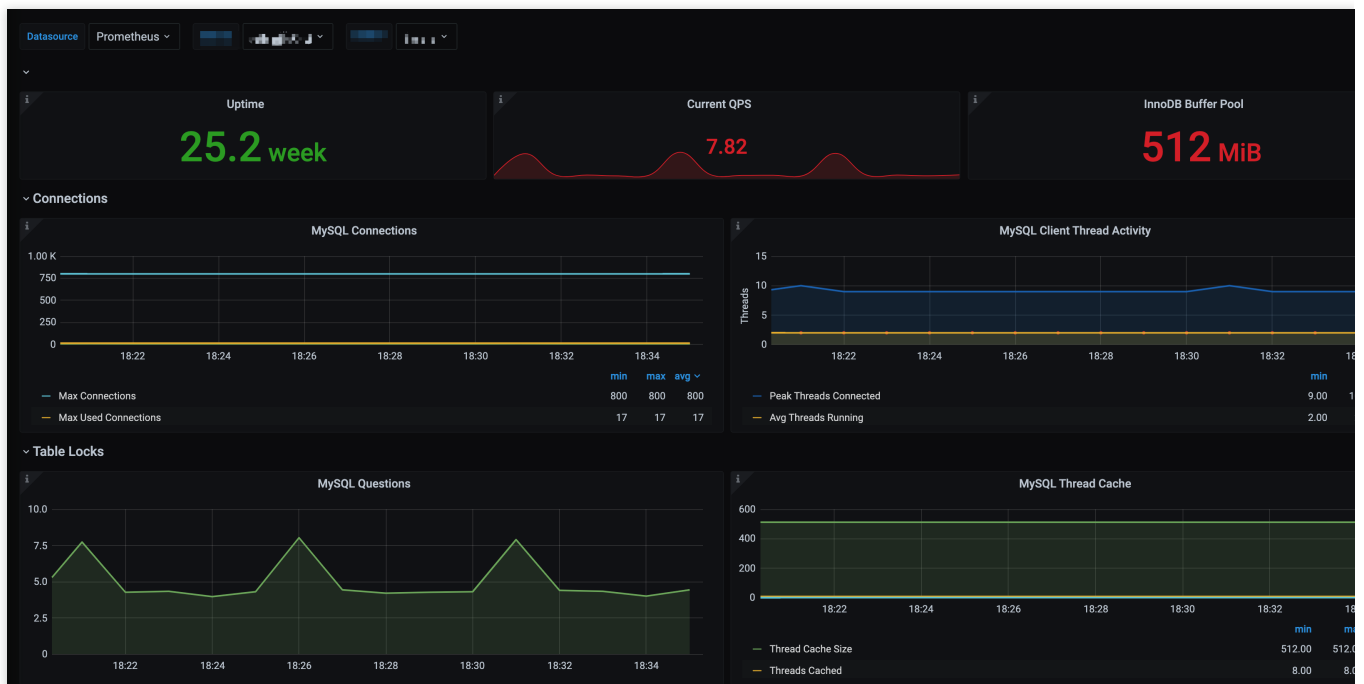 Datasource Prometheus
Uptime
25.2 week
Current QPS
7.82
InnoDB Buffer Pool
512 MiB
Connections
MySQL Connections
1.00 K
750
500
250
0
18:22 18:24 18:26 18:28 18:30 18:32 18:34
min max avg
Max Connections 800 800 800
Max Used Connections 17 17 17
MySQL Client Thread Activity
Threads
15
10
5
0
18:22 18:24 18:26 18:28 18:30 18:32
min
Peak Threads Connected 9.00
Avg Threads Running 2.00
Table Locks
MySQL Questions
10.0
7.5
5.0
2.5
0
18:22 18:24 18:26 18:28 18:30 18:32 18:34
MySQL Thread Cache
600
400
200
0
18:22 18:24 18:26 18:28 18:30 18:32
min
Thread Cache Size 512.00
Threads Cached 8.00